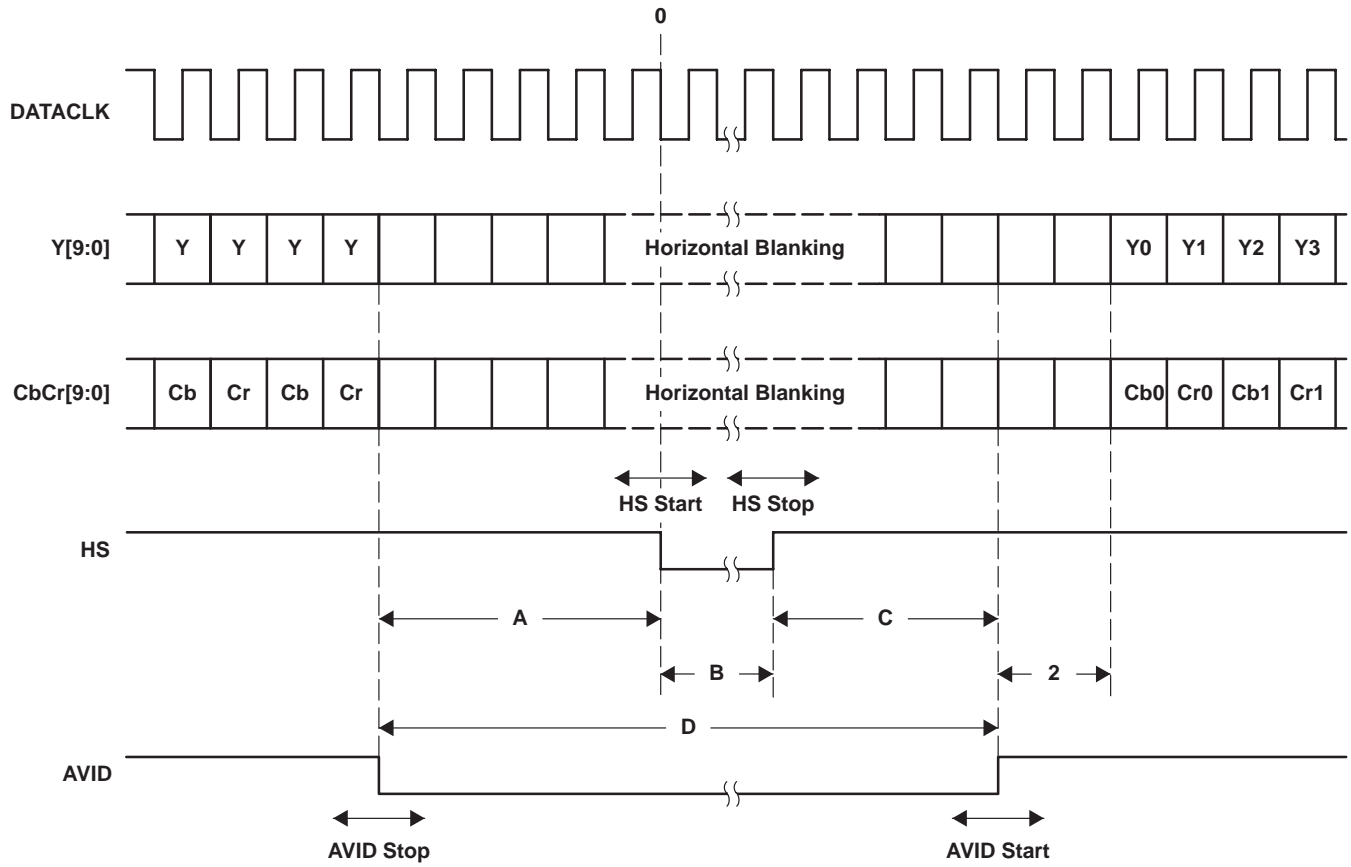 0
DATACLK
Y[9:0] Y Y Y Y Horizontal Blanking Y0 Y1 Y2 Y3
CbCr[9:0] Cb Cr Cb Cr Horizontal Blanking Cb0 Cr0 Cb1 Cr1
HS Start HS Stop
HS
A C
B 2
D
AVID
AVID Stop AVID Start